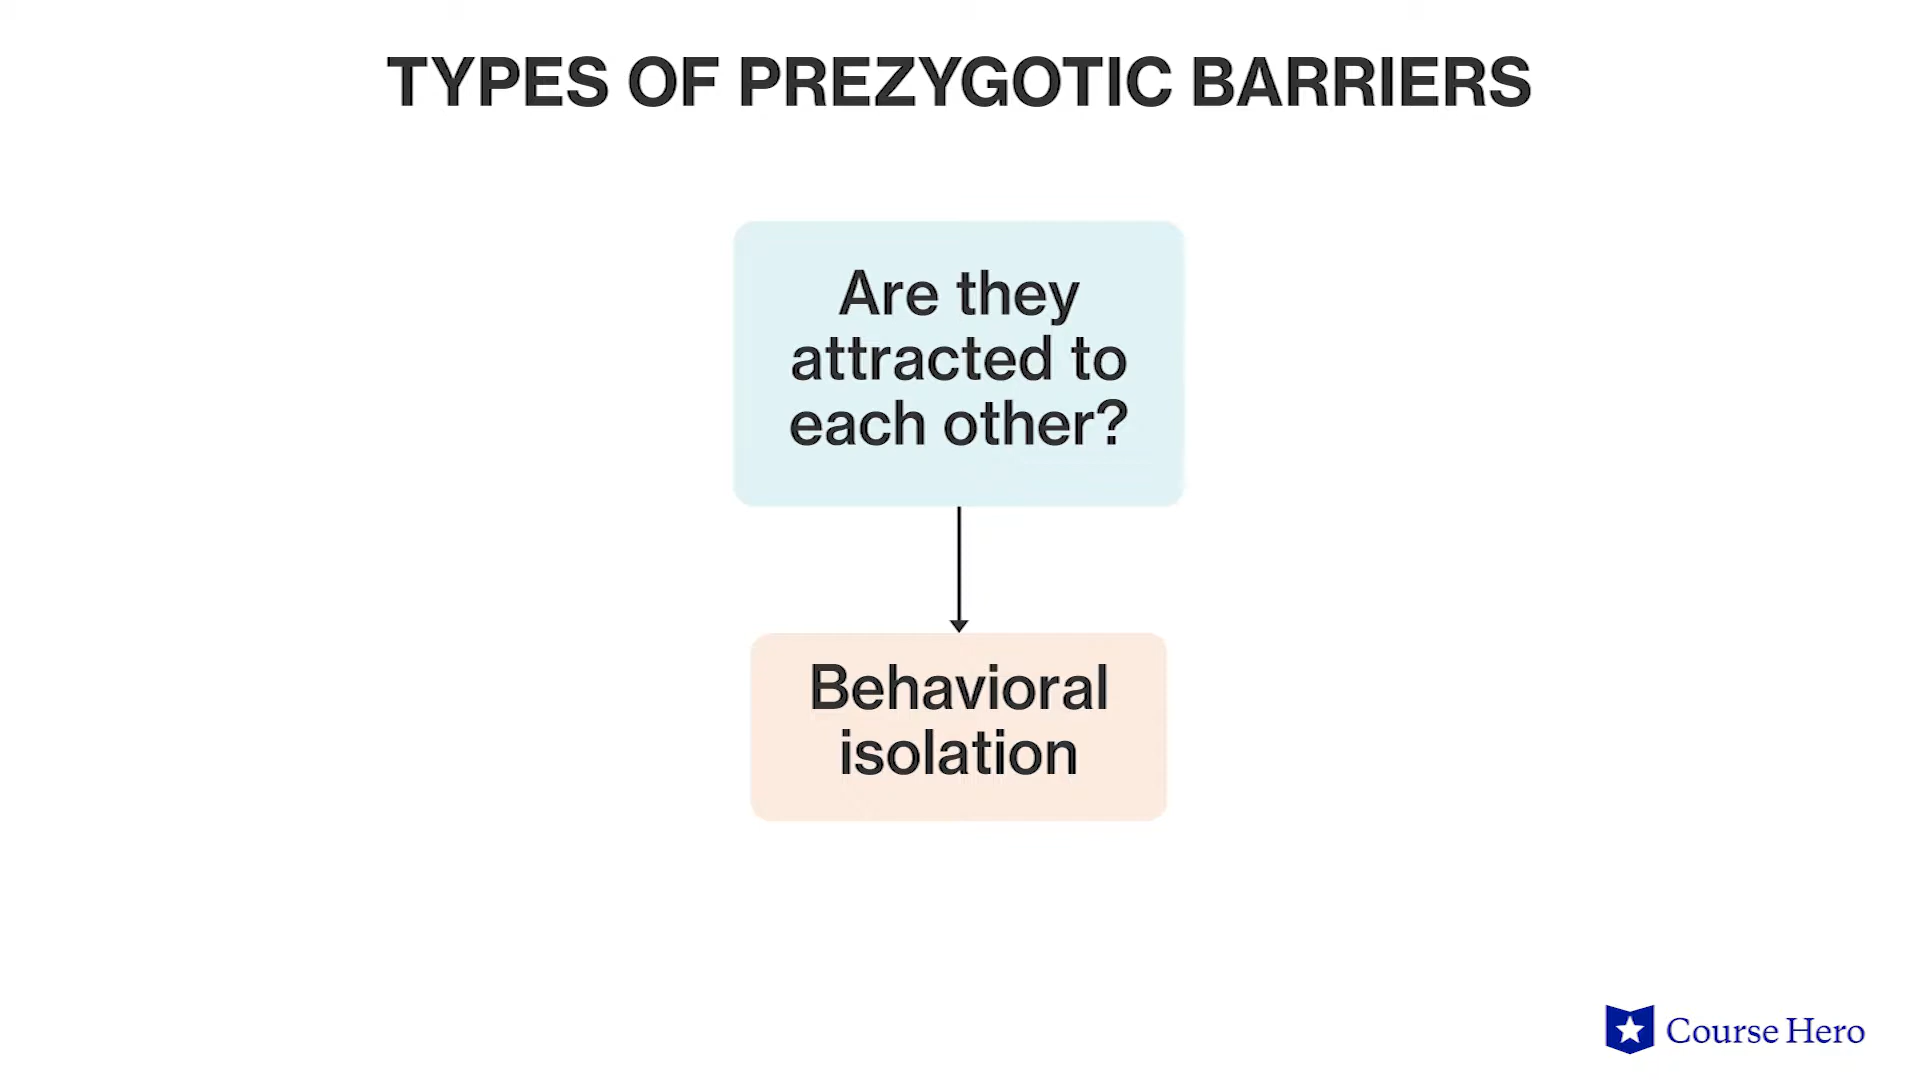 TYPES OF PREZYGOTIC BARRIERS
Are they
attracted to
each other?
Behavioral
isolation
Course Hero